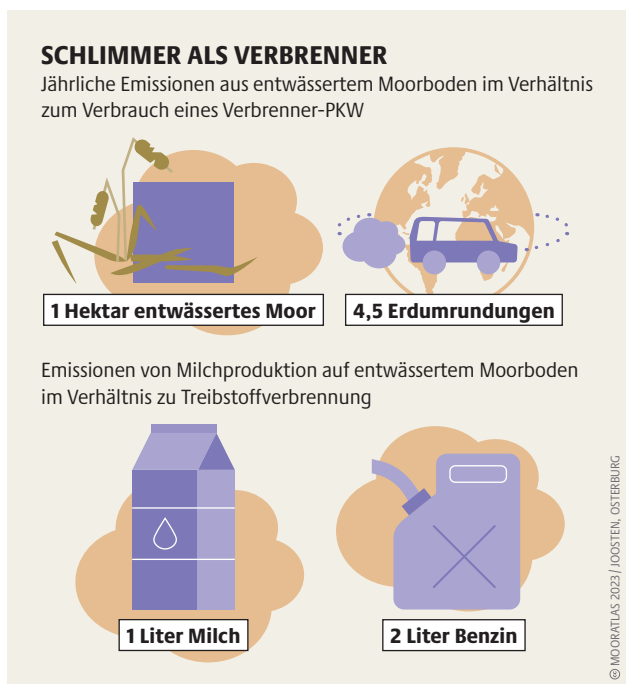 SCHLIMMER ALS VERBRENNER
Jährliche Emissionen aus entwässertem Moorboden im Verhältnis
zum Verbrauch eines Verbrenner-PKW
1 Hektar entwässertes Moor
4,5 Erdumrundungen
Emissionen von Milchproduktion auf entwässertem Moorboden
im Verhältnis zu Treibstoffverbrennung
1 Liter Milch
2 Liter Benzin
🅭 MOORATLAS 2023 / JOOSTEN, OSTERBURG